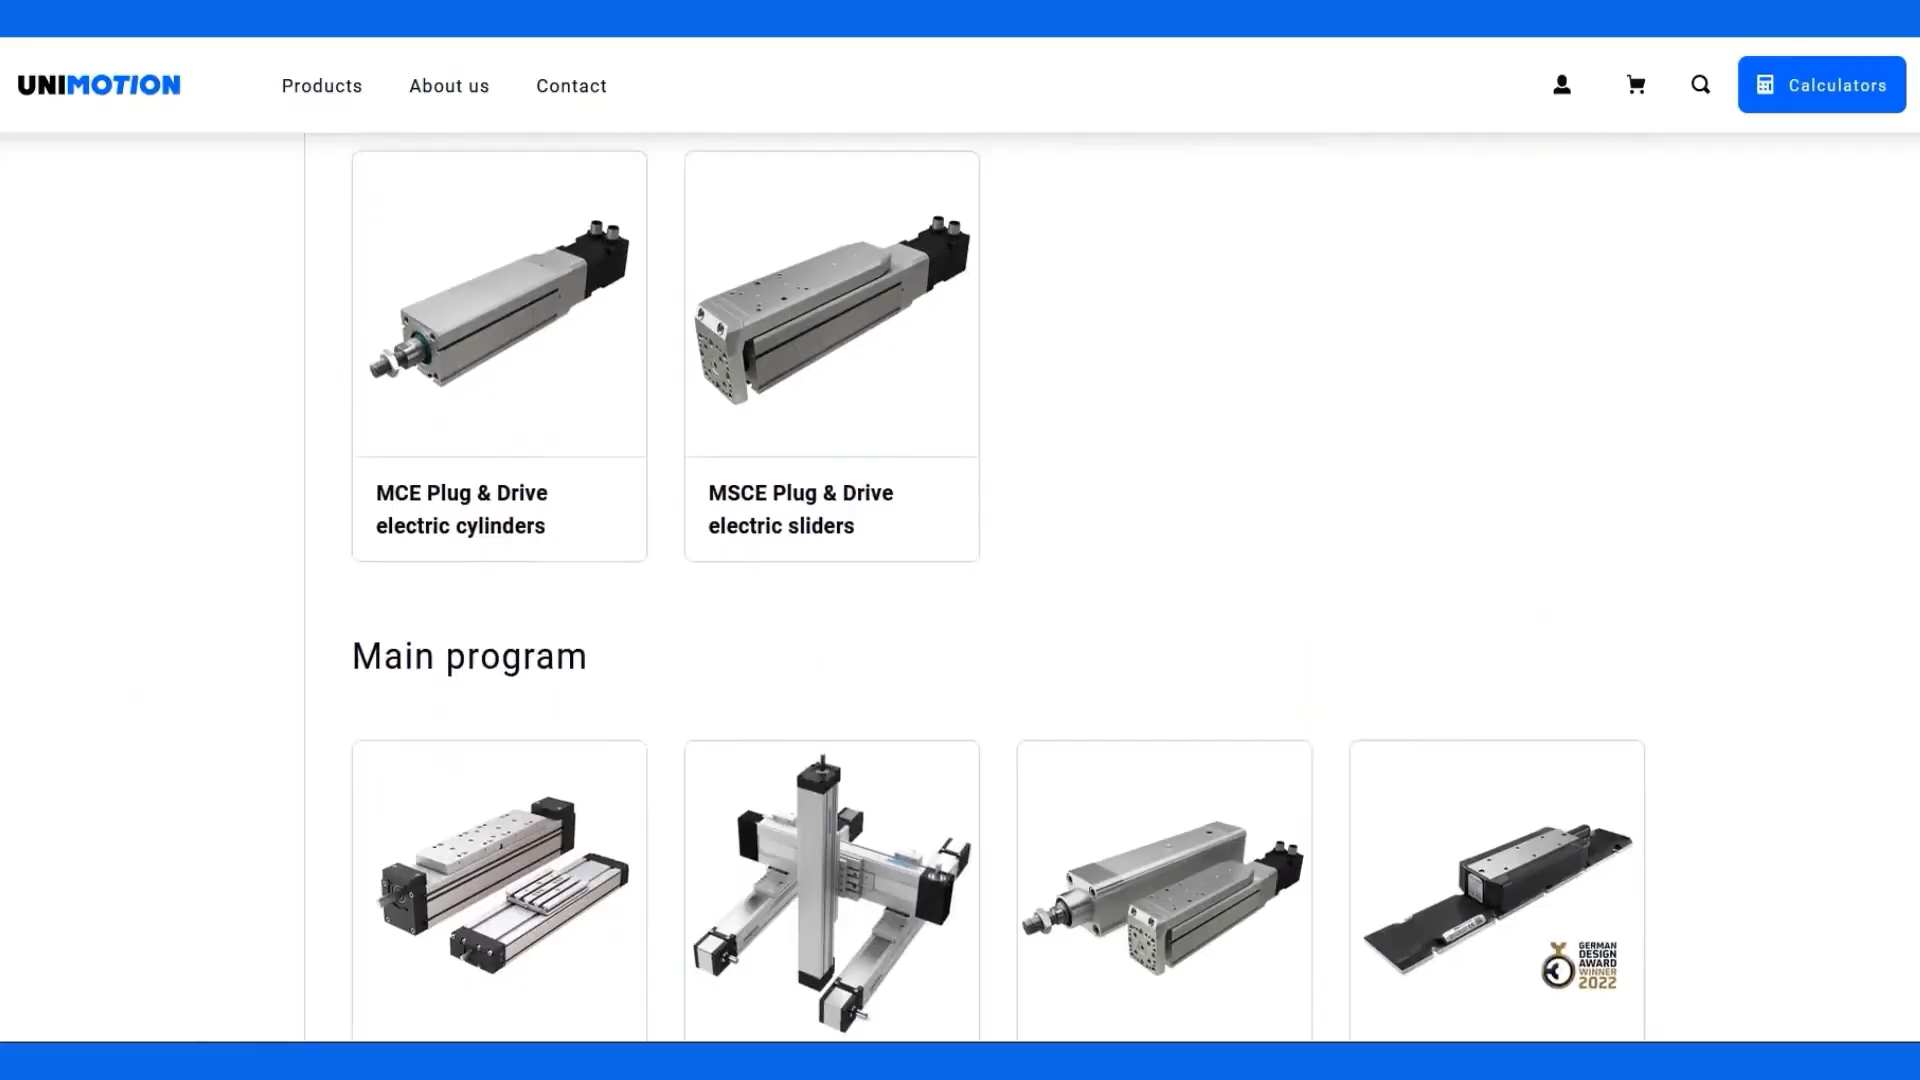 UNIMOTION
Products
About us
Contact
Calculators
MCE Plug & Drive
electric cylinders
MSCE Plug & Drive
electric sliders
Main program
GERMAN
DESIGN
AWARD
WINNER
2022